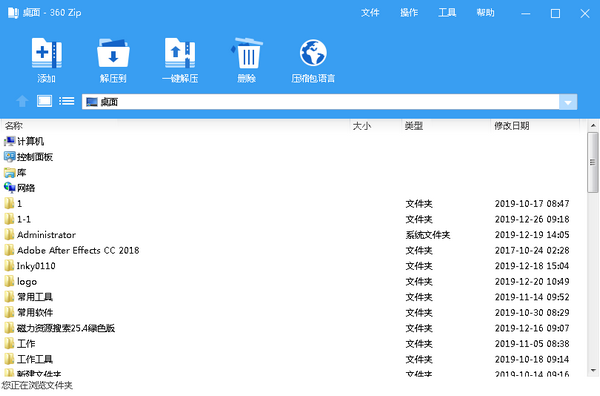 桌面 - 360 Zip 文件 操作 工具 帮助
添加 解压到 一键解压 删除 压缩包语言
桌面
名称 大小 类型 修改日期
计算机
控制面板
库
网络
1 文件夹 2019-10-17 08:47
1-1 文件夹 2019-12-26 09:18
Administrator 系统文件夹 2019-12-19 14:05
Adobe After Effects CC 2018 文件夹 2017-10-24 02:28
Inky0110 文件夹 2019-12-18 15:04
logo 文件夹 2019-12-20 10:49
常用工具 文件夹 2019-11-14 09:52
常用软件 文件夹 2019-10-30 08:29
磁力资源搜索25.4绿色版 文件夹 2019-12-16 09:07
工作 文件夹 2019-11-05 08:38
工作工具 文件夹 2019-10-18 09:14
新建文件夹 文件夹 2019-10-14 09:16
您正在浏览文件夹